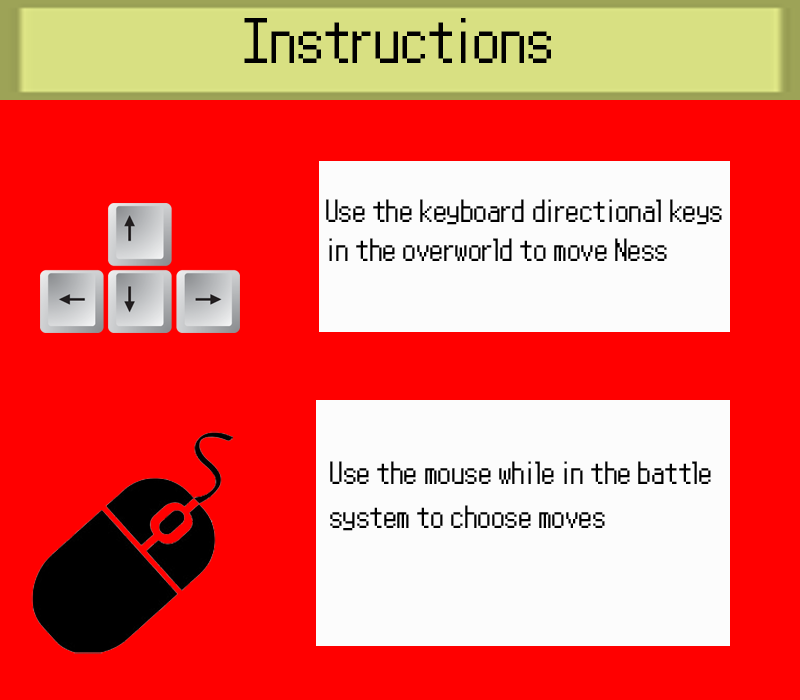 Instructions
Use the keyboard directional keys
in the overworld to move Ness
Use the mouse while in the battle
system to choose moves